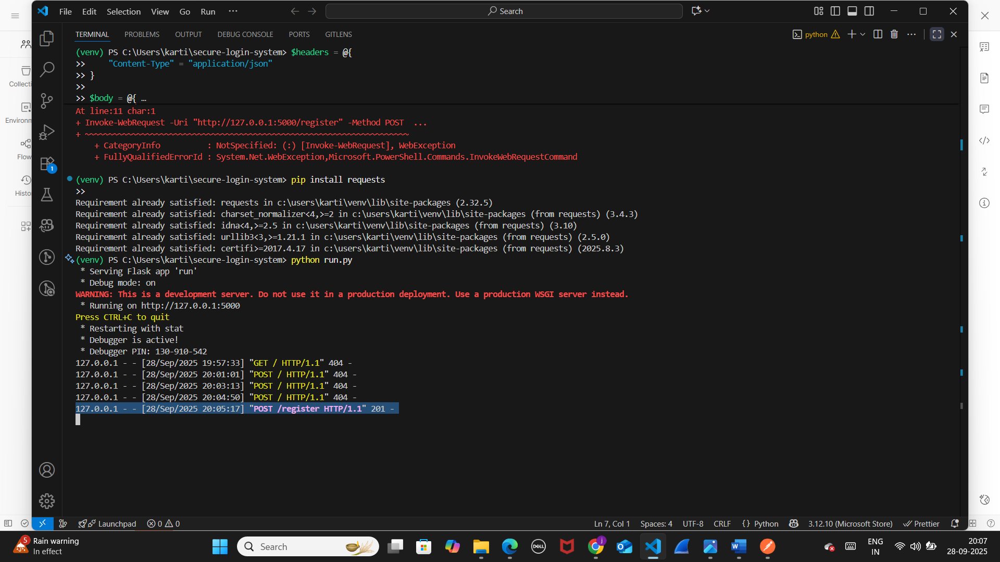 File Edit Selection View Go Run ...
Search
TERMINAL PROBLEMS OUTPUT DEBUG CONSOLE PORTS GITLENS
python
(venv) PS C:\Users\karti\secure-login-system> $headers = @{
>>     "Content-Type" = "application/json"
>> }
>>
>> $body = @{ …
At line:11 char:1
+ Invoke-WebRequest -Uri "http://127.0.0.1:5000/register" -Method POST  ...
+ ~~~~~~~~~~~~~~~~~~~~~~~~~~~~~~~~~~~~~~~~~~~~~~~~~~~~~~~~~~~~~~~~~~~~~
    + CategoryInfo          : NotSpecified: (:) [Invoke-WebRequest], WebException
    + FullyQualifiedErrorId : System.Net.WebException,Microsoft.PowerShell.Commands.InvokeWebRequestCommand
(venv) PS C:\Users\karti\secure-login-system> pip install requests
>>
Requirement already satisfied: requests in c:\users\karti\venv\lib\site-packages (2.32.5)
Requirement already satisfied: charset_normalizer<4,>=2 in c:\users\karti\venv\lib\site-packages (from requests) (3.4.3)
Requirement already satisfied: idna<4,>=2.5 in c:\users\karti\venv\lib\site-packages (from requests) (3.10)
Requirement already satisfied: urllib3<3,>=1.21.1 in c:\users\karti\venv\lib\site-packages (from requests) (2.5.0)
Requirement already satisfied: certifi>=2017.4.17 in c:\users\karti\venv\lib\site-packages (from requests) (2025.8.3)
(venv) PS C:\Users\karti\secure-login-system> python run.py
 * Serving Flask app 'run'
 * Debug mode: on
WARNING: This is a development server. Do not use it in a production deployment. Use a production WSGI server instead.
 * Running on http://127.0.0.1:5000
Press CTRL+C to quit
 * Restarting with stat
 * Debugger is active!
 * Debugger PIN: 130-910-542
127.0.0.1 - - [28/Sep/2025 19:57:33] "GET / HTTP/1.1" 404 -
127.0.0.1 - - [28/Sep/2025 20:01:01] "POST / HTTP/1.1" 404 -
127.0.0.1 - - [28/Sep/2025 20:03:13] "POST / HTTP/1.1" 404 -
127.0.0.1 - - [28/Sep/2025 20:04:50] "POST / HTTP/1.1" 404 -
127.0.0.1 - - [28/Sep/2025 20:05:17] "POST /register HTTP/1.1" 201 -
Collecti
Environm
Flow
Histo
1
Launchpad 0 0
Ln 7, Col 1 Spaces: 4 UTF-8 CRLF {} Python 3.12.10 (Microsoft Store) Prettier
5
Rain warning
In effect
Search
DELL
j
W
ENG
IN
20:07
28-09-2025